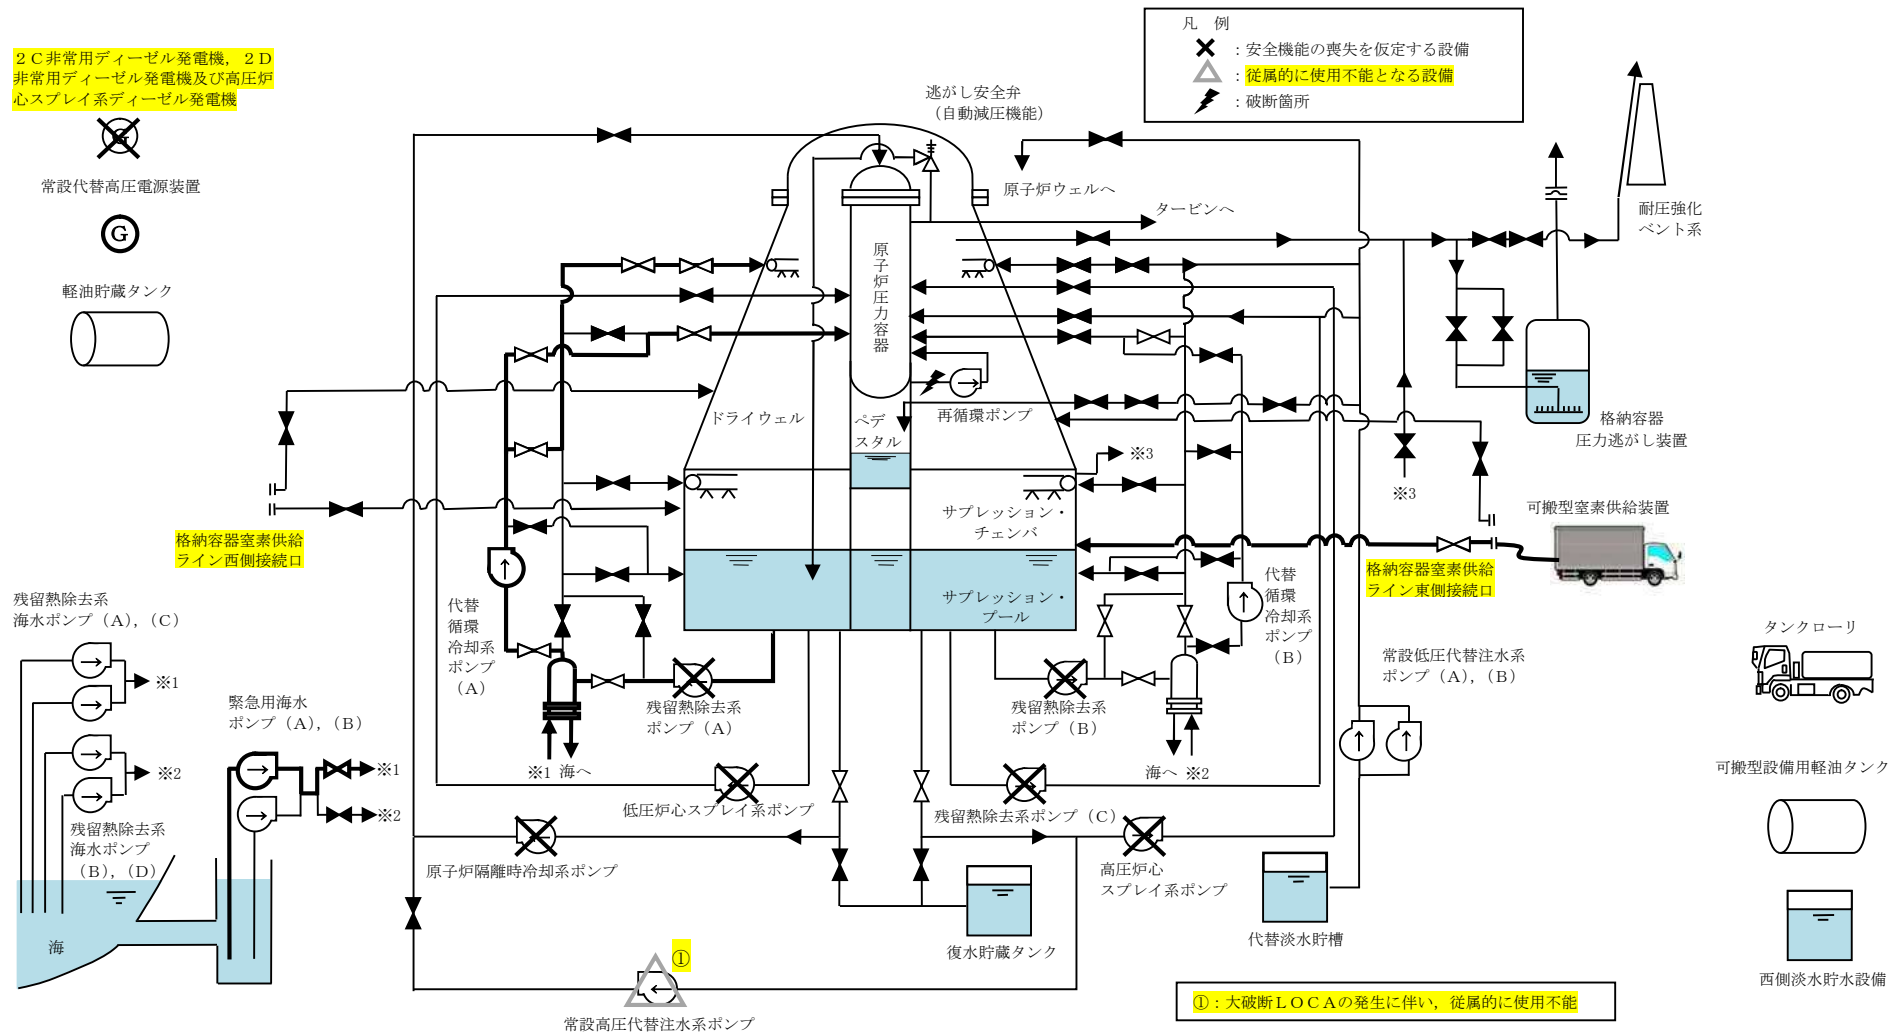 凡　例
：安全機能の喪失を仮定する設備
：従属的に使用不能となる設備
：破断箇所
２Ｃ非常用ディーゼル発電機，２Ｄ
非常用ディーゼル発電機及び高圧炉
心スプレイ系ディーゼル発電機
G
常設代替高圧電源装置
G
軽油貯蔵タンク
逃がし安全弁
（自動減圧機能）
原子炉ウェルへ
タービンへ
耐圧強化
ベント系
原子炉圧力容器
ドライウェル
ペデ
スタル
再循環ポンプ
格納容器
圧力逃がし装置
※3
※3
サプレッション・
チェンバ
可搬型窒素供給装置
格納容器窒素供給
ライン西側接続口
格納容器窒素供給
ライン東側接続口
サプレッション・
プール
代替
循環
冷却系
ポンプ
（A）
代替
循環
冷却系
ポンプ
（B）
残留熱除去系
海水ポンプ（A），（C）
※1
緊急用海水
ポンプ（A），（B）
※2
※1
※2
残留熱除去系
海水ポンプ
（B），（D）
海
残留熱除去系
ポンプ（A）
残留熱除去系
ポンプ（B）
※1 海へ
海へ ※2
常設低圧代替注水系
ポンプ（A），（B）
タンクローリ
可搬型設備用軽油タンク
低圧炉心スプレイ系ポンプ
残留熱除去系ポンプ（C）
原子炉隔離時冷却系ポンプ
高圧炉心
スプレイ系ポンプ
復水貯蔵タンク
代替淡水貯槽
西側淡水貯水設備
①
常設高圧代替注水系ポンプ
①：大破断ＬＯＣＡの発生に伴い，従属的に使用不能